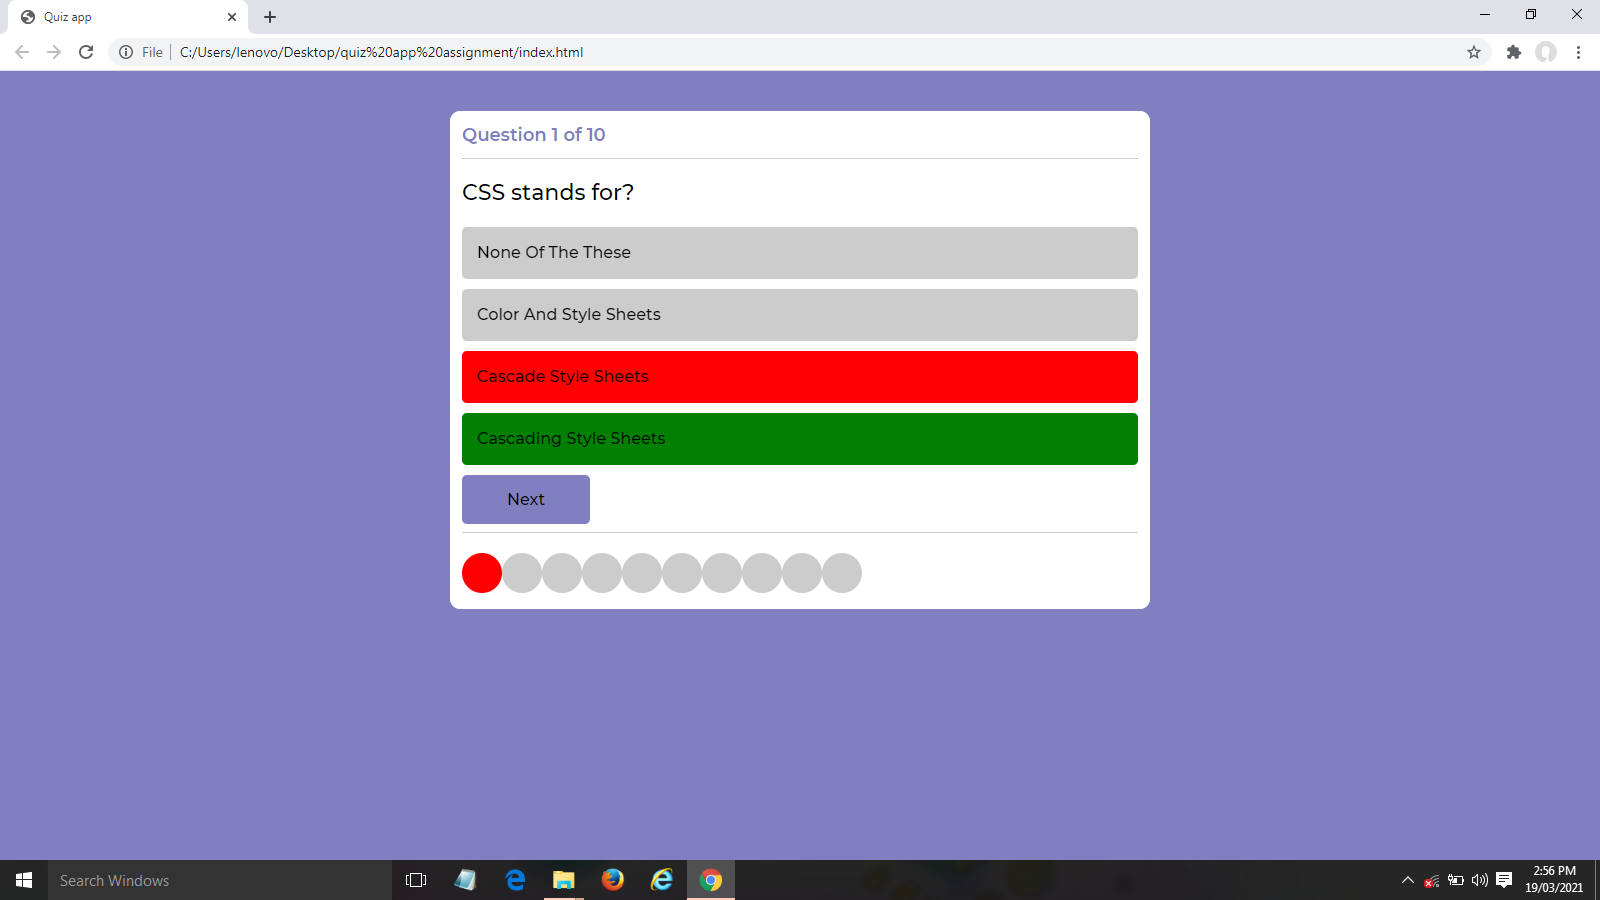 Quiz app
File
C:/Users/lenovo/Desktop/quiz%20app%20assignment/index.html
Question 1 of 10
CSS stands for?
None Of The These
Color And Style Sheets
Cascade Style Sheets
Cascading Style Sheets
Next
Search Windows
2:56 PM
19/03/2021